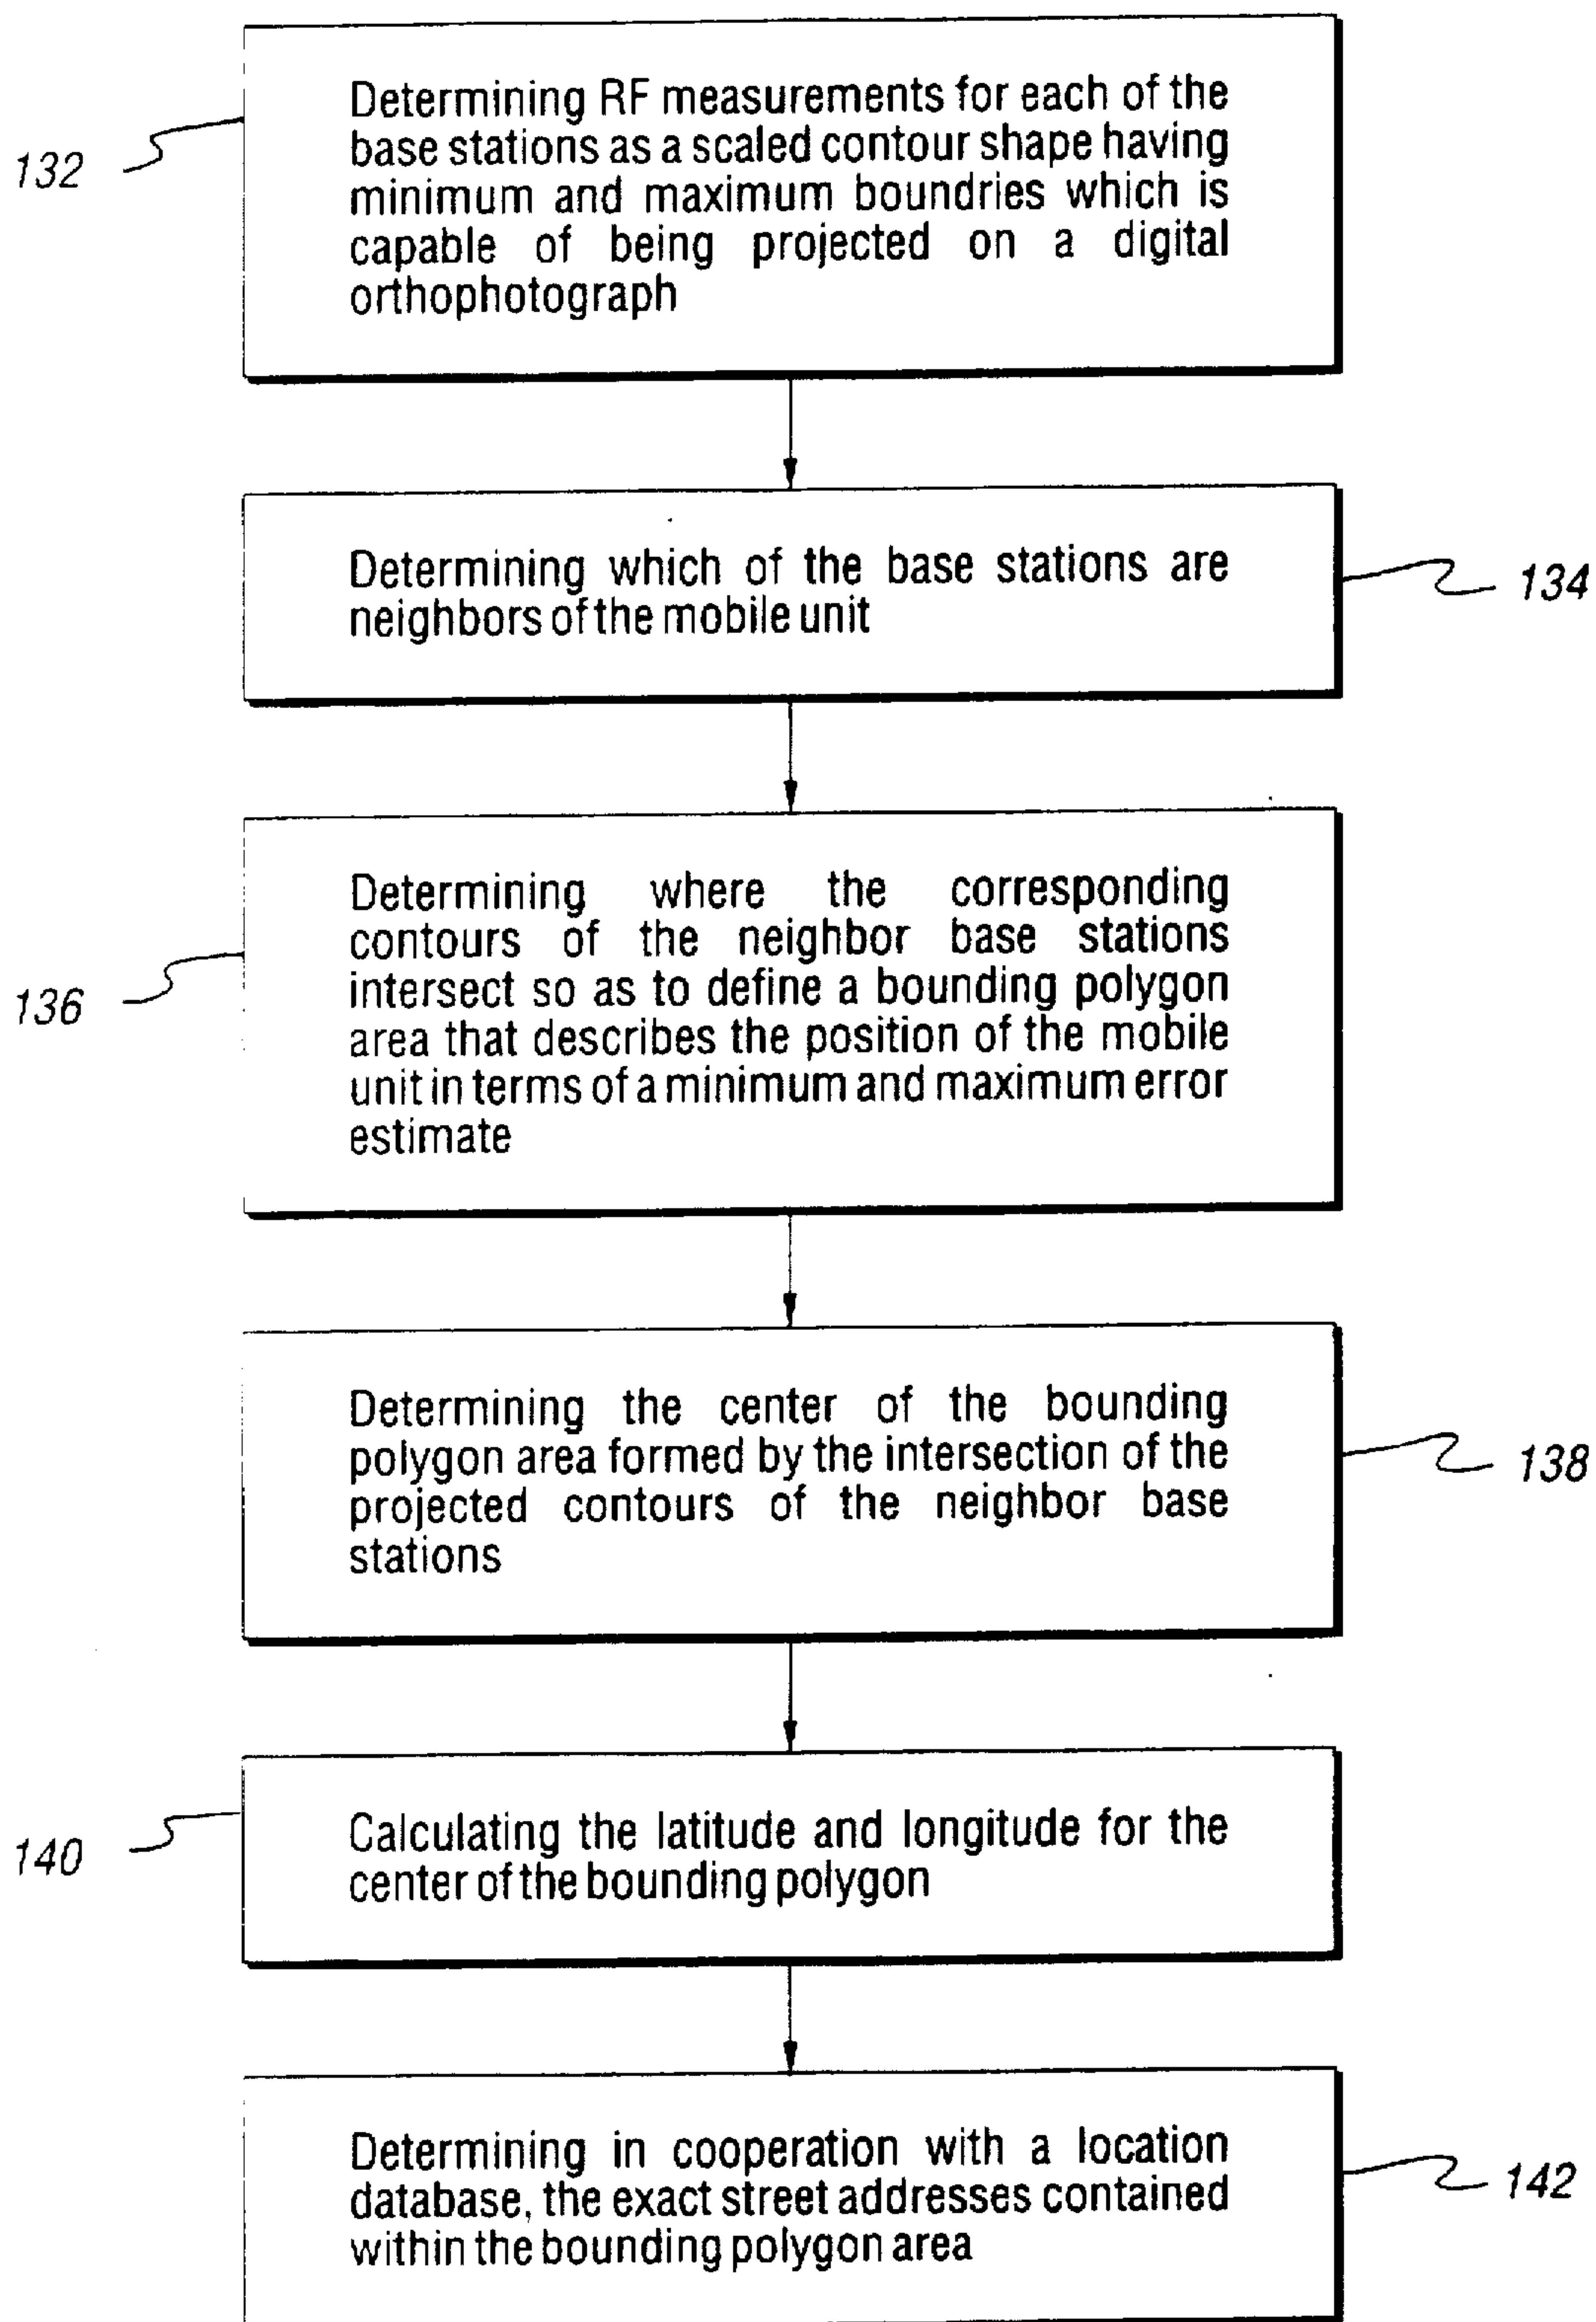 Determining RF measurements for each of the
base stations as a scaled contour shape having
minimum and maximum boundries which is
capable of being projected on a digital
orthophotograph
132
Determining which of the base stations are
neighbors of the mobile unit
134
Determining where the corresponding
contours of the neighbor base stations
intersect so as to define a bounding polygon
area that describes the position of the mobile
unit in terms of a minimum and maximum error
estimate
136
Determining the center of the bounding
polygon area formed by the intersection of the
projected contours of the neighbor base
stations
138
Calculating the latitude and longitude for the
center of the bounding polygon
140
Determining in cooperation with a location
database, the exact street addresses contained
within the bounding polygon area
142